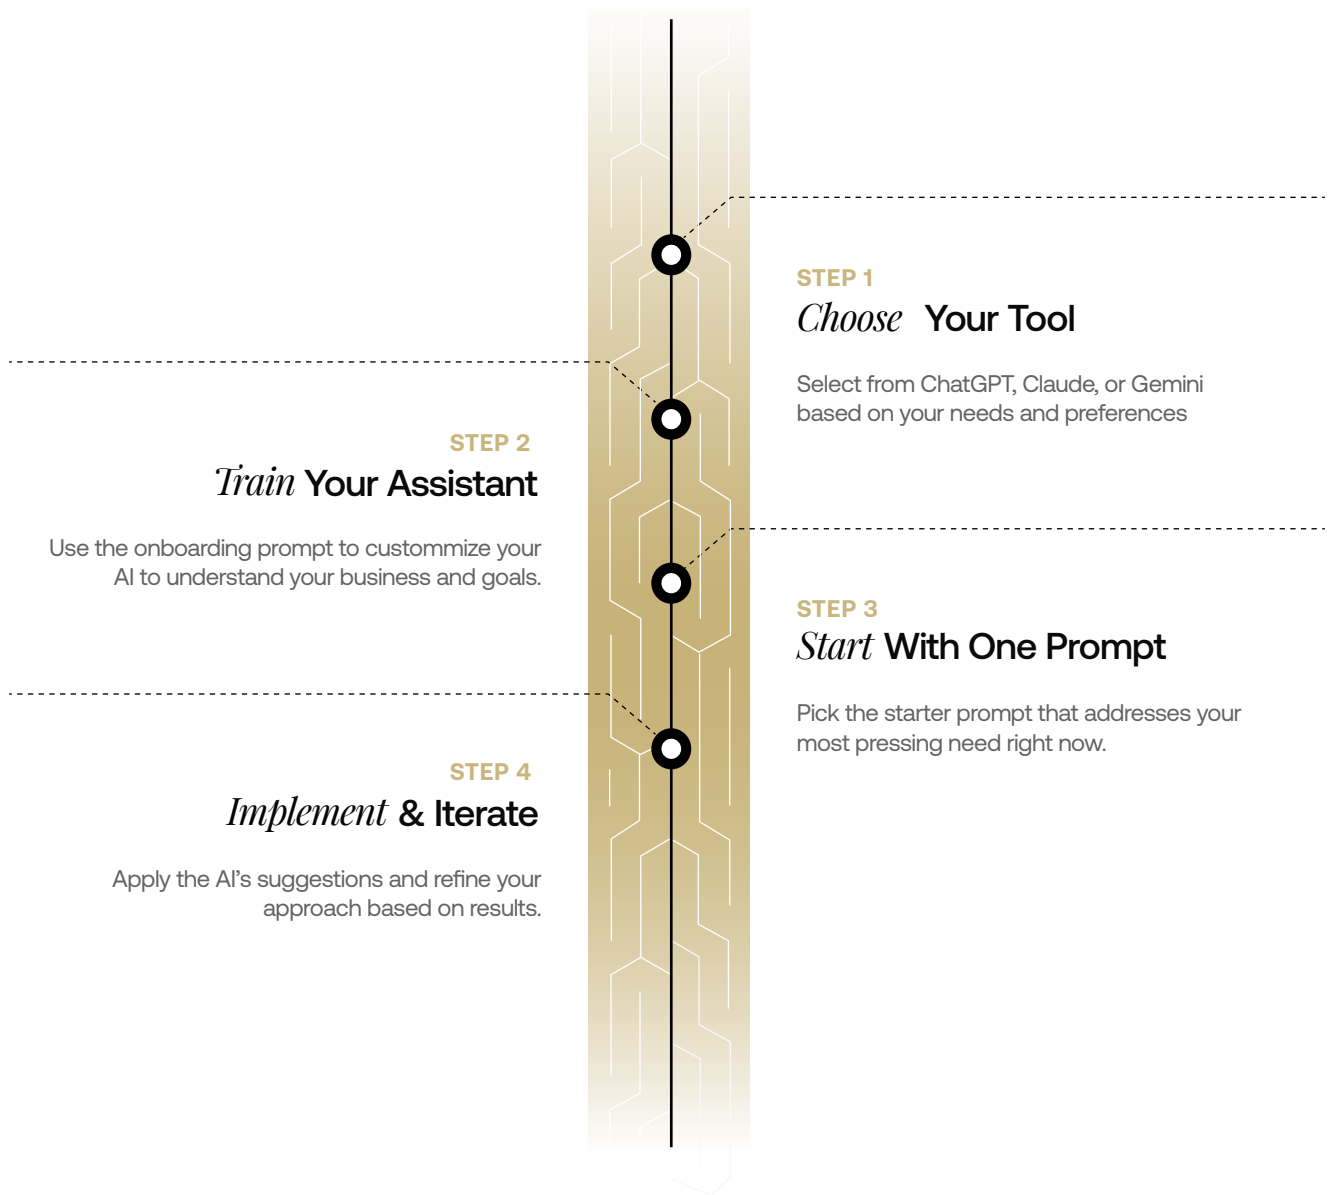 STEP 1
Choose Your Tool
Select from ChatGPT, Claude, or Gemini
based on your needs and preferences
STEP 2
Train Your Assistant
Use the onboarding prompt to custommize your
AI to understand your business and goals.
STEP 3
Start With One Prompt
Pick the starter prompt that addresses your
most pressing need right now.
STEP 4
Implement & Iterate
Apply the AI’s suggestions and refine your
approach based on results.